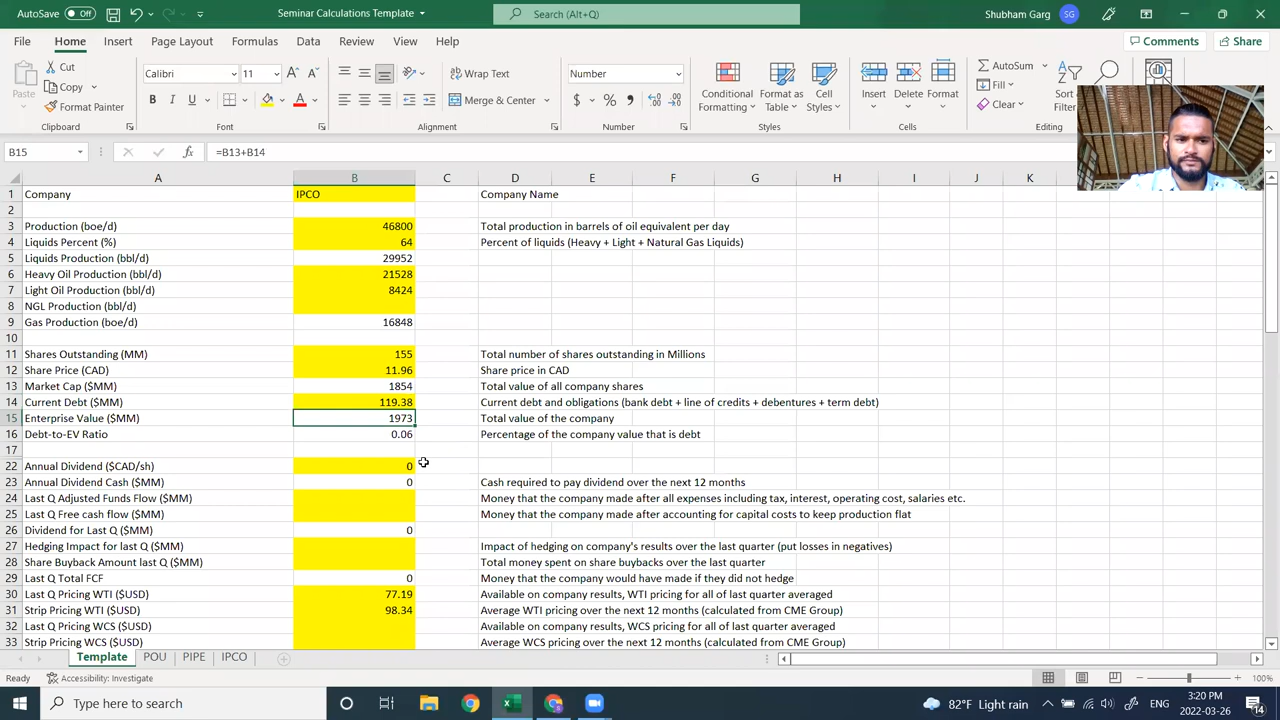 AutoSave Off Seminar Calculations Template Search (Alt+Q) Shubham Garg SG
File Home Insert Page Layout Formulas Data Review View Help Comments Share
Paste Cut Copy Format Painter Clipboard
Calibri 11 B I U Font
Wrap Text Merge & Center Alignment
Number $ % Number
Conditional Formatting Format as Table Cell Styles Styles
Insert Delete Format Cells
AutoSum Fill Clear Sort Editing
B15 fx =B13+B14
A B C D E F G H I J K
1 Company IPCO Company Name
2
3 Production (boe/d) 46800 Total production in barrels of oil equivalent per day
4 Liquids Percent (%) 64 Percent of liquids (Heavy + Light + Natural Gas Liquids)
5 Liquids Production (bbl/d) 29952
6 Heavy Oil Production (bbl/d) 21528
7 Light Oil Production (bbl/d) 8424
8 NGL Production (bbl/d)
9 Gas Production (boe/d) 16848
10
11 Shares Outstanding (MM) 155 Total number of shares outstanding in Millions
12 Share Price (CAD) 11.96 Share price in CAD
13 Market Cap ($MM) 1854 Total value of all company shares
14 Current Debt ($MM) 119.38 Current debt and obligations (bank debt + line of credits + debentures + term debt)
15 Enterprise Value ($MM) 1973 Total value of the company
16 Debt-to-EV Ratio 0.06 Percentage of the company value that is debt
17
22 Annual Dividend ($CAD/sh) 0
23 Annual Dividend Cash ($MM) 0 Cash required to pay dividend over the next 12 months
24 Last Q Adjusted Funds Flow ($MM) Money that the company made after all expenses including tax, interest, operating cost, salaries etc.
25 Last Q Free cash flow ($MM) Money that the company made after accounting for capital costs to keep production flat
26 Dividend for Last Q ($MM) 0
27 Hedging Impact for last Q ($MM) Impact of hedging on company's results over the last quarter (put losses in negatives)
28 Share Buyback Amount last Q ($MM) Total money spent on share buybacks over the last quarter
29 Last Q Total FCF 0 Money that the company would have made if they did not hedge
30 Last Q Pricing WTI ($USD) 77.19 Available on company results, WTI pricing for all of last quarter averaged
31 Strip Pricing WTI ($USD) 98.34 Average WTI pricing over the next 12 months (calculated from CME Group)
32 Last Q Pricing WCS ($USD) Available on company results, WCS pricing for all of last quarter averaged
33 Strip Pricing WCS ($USD) Average WCS pricing over the next 12 months (calculated from CME Group)
Template POU PIPE IPCO
Ready Accessibility: Investigate 100%
Type here to search 82°F Light rain ENG 3:20 PM 2022-03-26 14